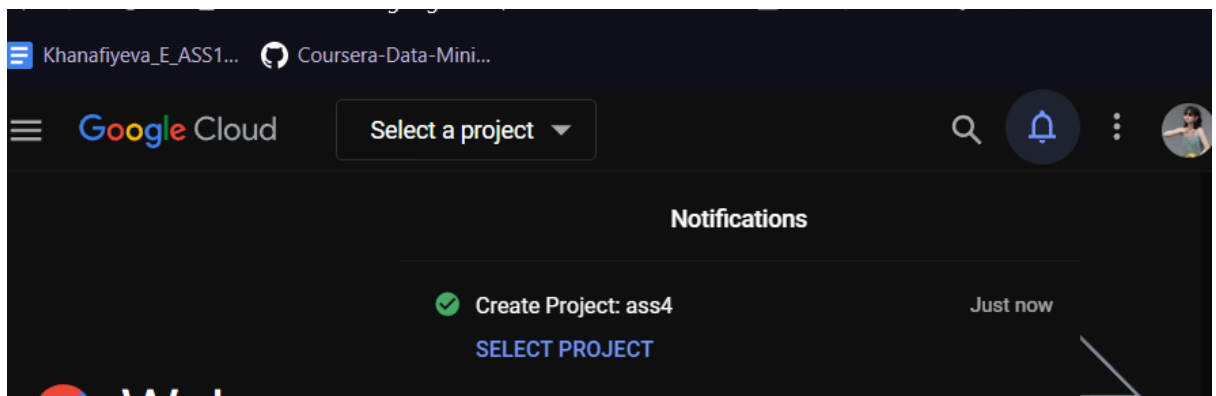 Khanafiyeva_E_ASS1... Coursera-Data-Mini...
Google Cloud Select a project
Notifications
Create Project: ass4 Just now
SELECT PROJECT